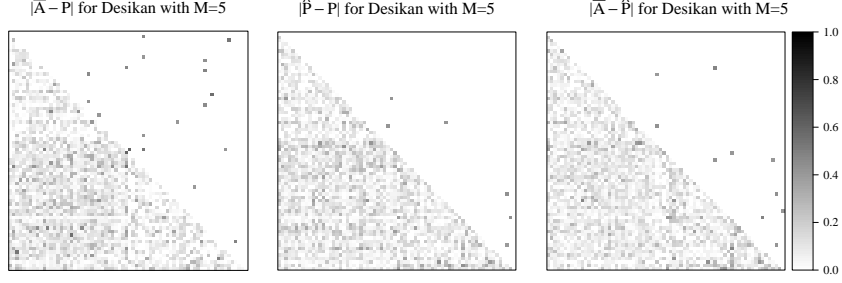 |A̅ − P| for Desikan with M=5
|P̂ − P| for Desikan with M=5
|A̅ − P̂| for Desikan with M=5
1.0
0.8
0.6
0.4
0.2
0.0